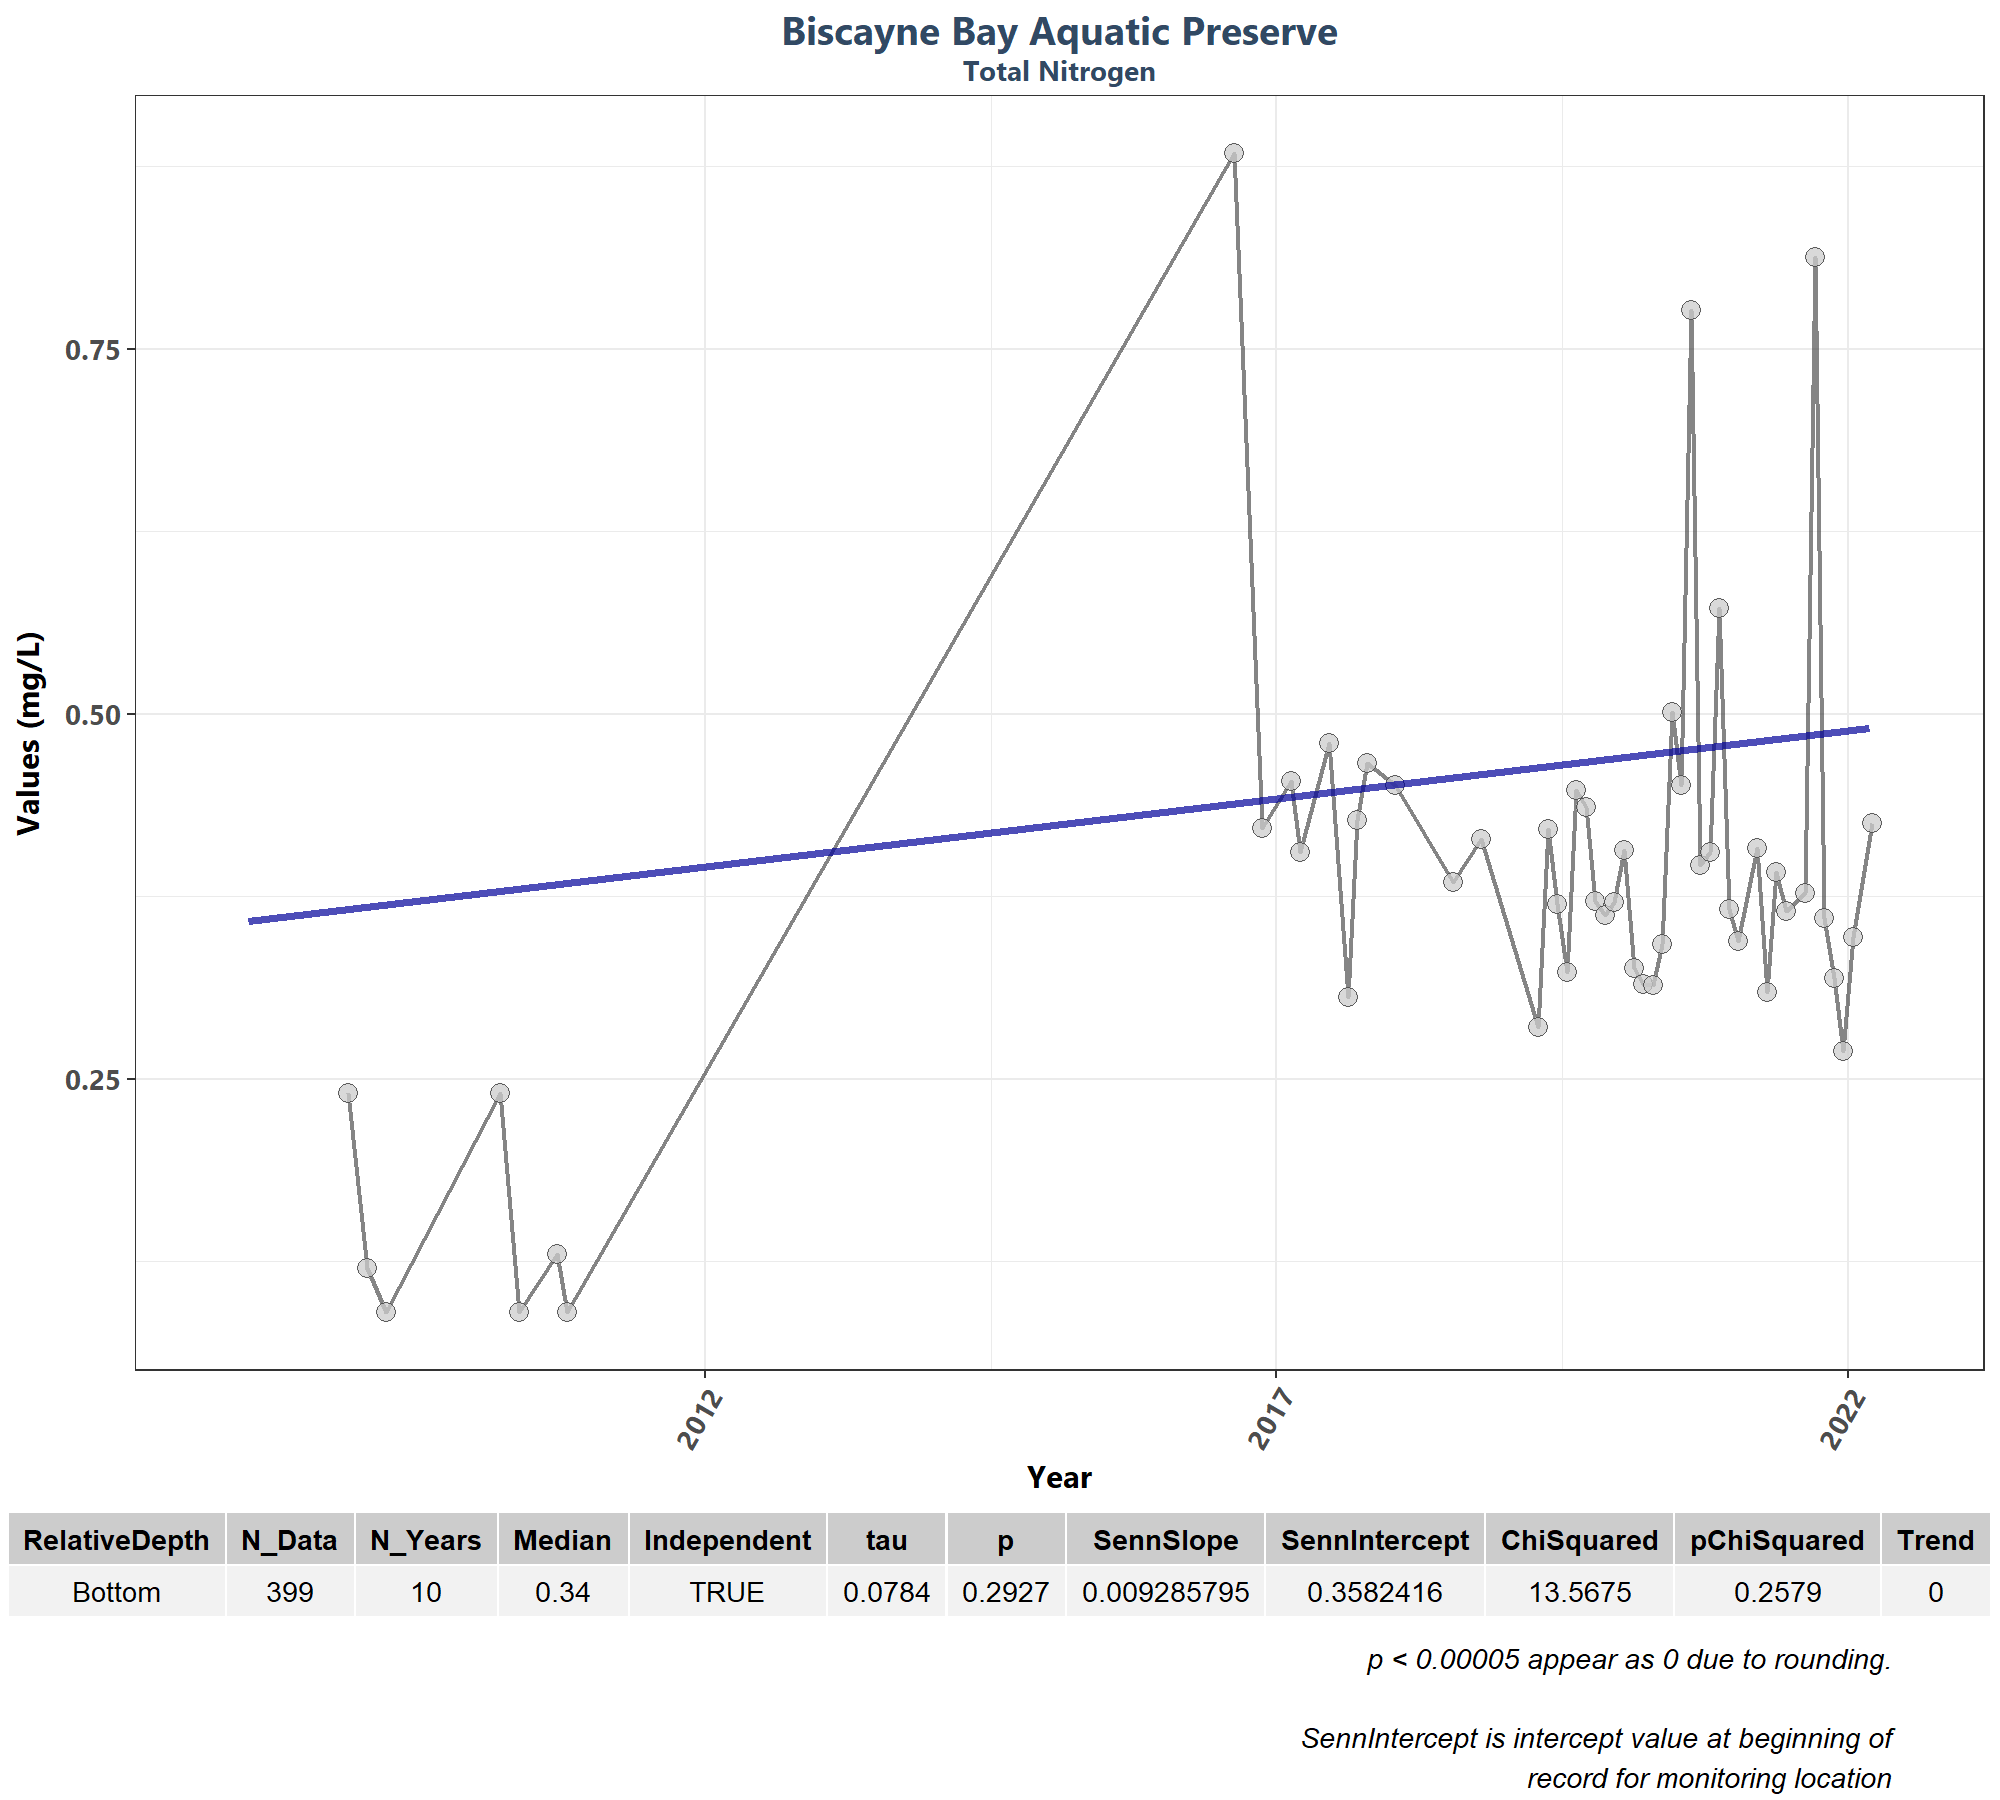 Biscayne Bay Aquatic Preserve
Total Nitrogen
Values (mg/L)
0.75
0.50
0.25
2012
2017
2022
Year
RelativeDepth N_Data N_Years Median Independent tau p SennSlope SennIntercept ChiSquared pChiSquared Trend
Bottom 399 10 0.34 TRUE 0.0784 0.2927 0.009285795 0.3582416 13.5675 0.2579 0
p < 0.00005 appear as 0 due to rounding.
SennIntercept is intercept value at beginning of
record for monitoring location